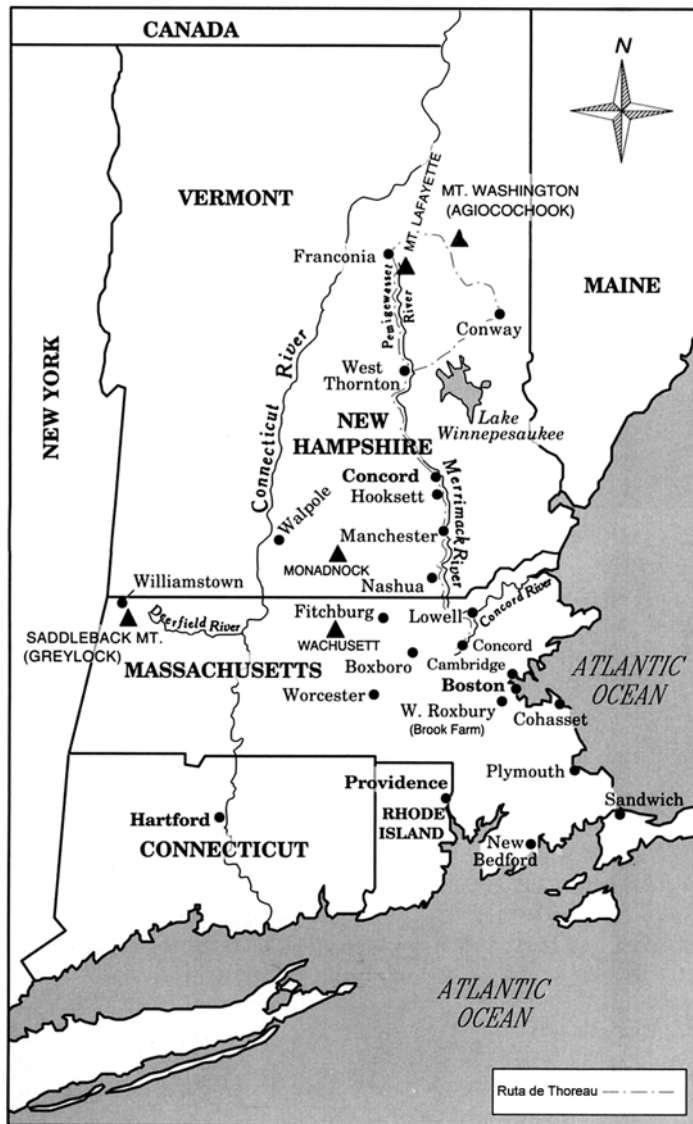 CANADA
N
VERMONT
MT. LAFAYETTE
MT. WASHINGTON
(AGIOCOCHOOK)
Franconia
MAINE
Pemigewasset
River
Conway
NEW YORK
Connecticut River
West
Thornton
Lake
Winnepesaukee
NEW
HAMPSHIRE
Merrimack River
Concord
Hooksett
Walpole
Manchester
MONADNOCK
Nashua
Williamstown
Deerfield River
Fitchburg
Lowell
Concord River
SADDLEBACK MT.
(GREYLOCK)
WACHUSETT
Concord
MASSACHUSETTS
Boxboro
Cambridge
ATLANTIC
OCEAN
Boston
Worcester
W. Roxbury
(Brook Farm)
Cohasset
Plymouth
Providence
Sandwich
Hartford
RHODE
ISLAND
CONNECTICUT
New
Bedford
ATLANTIC
OCEAN
Ruta de Thoreau